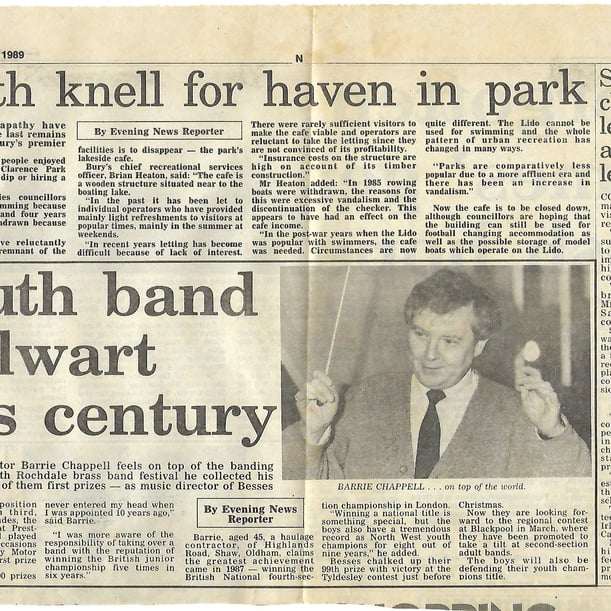 1989
N
th knell for haven in park
apathy have
e last remains
ury's premier
people enjoyed
Clarence Park
dip or hiring a
ies councillors
wing because
and four years
hdrawn because
ve reluctantly
remnant of the
By Evening News Reporter
facilities is to disappear — the park's
lakeside cafe.
Bury's chief recreational services
officer, Brian Heaton, said: "The cafe is
a wooden structure situated near to the
boating lake.
"In the past it has been let to
individual operators who have provided
mainly light refreshments to visitors at
popular times, mainly in the summer at
weekends.
"In recent years letting has become
difficult because of lack of interest.
There were rarely sufficient visitors to
make the cafe viable and operators are
reluctant to take the letting since they
are not convinced of its profitability.
"Insurance costs on the structure are
high on account of its timber
construction."
Mr Heaton added: "In 1985 rowing
boats were withdrawn, the reasons for
this were excessive vandalism and the
discontinuation of the checker. This
appears to have had an effect on the
cafe income.
"In the post-war years when the Lido
was popular with swimmers, the cafe
was needed. Circumstances are now
quite different. The Lido cannot be
used for swimming and the whole
pattern of urban recreation has
changed in many ways.
"Parks are comparatively less
popular due to a more affluent era and
there has been an increase in
vandalism."
Now the cafe is to be closed down,
although councillors are hoping that
the building can still be used for
football changing accommodation as
well as the possible storage of model
boats which operate on the Lido.
uth band
lwart
s century
BARRIE CHAPPELL . . . on top of the world.
tor Barrie Chappell feels on top of the banding
th Rochdale brass band festival he collected his
of them first prizes — as music director of Besses
position
a third,
ades, the
at Prest-
played
occasions
y Motor
irst prize
00 prizes
never entered my head when
I was appointed 10 years ago,"
said Barrie.
"I was more aware of the
responsibility of taking over a
band with the reputation of
winning the British junior
championship five times in
six years."
By Evening News
Reporter
Barrie, aged 45, a haulage
contractor, of Highlands
Road, Shaw, Oldham, claims
the greatest achievement
came in 1987 — winning the
British National fourth-sec-
tion championship in London.
"Winning a national title is
something special, but the
boys also have a tremendous
record as North West youth
champions for eight out of
nine years," he added.
Besses chalked up their
99th prize with victory at the
Tyldesley contest just before
Christmas.
Now they are looking for-
ward to the regional contest
at Blackpool in March, where
they have been promoted to
take a tilt at second-section
adult bands.
The boys will also be
defending their youth cham-
pions title.